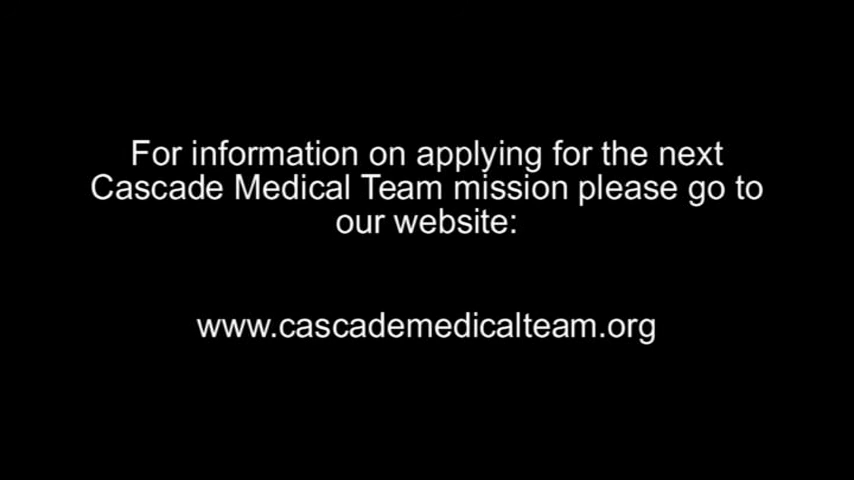 For information on applying for the next
Cascade Medical Team mission please go to
our website:
www.cascademedicalteam.org